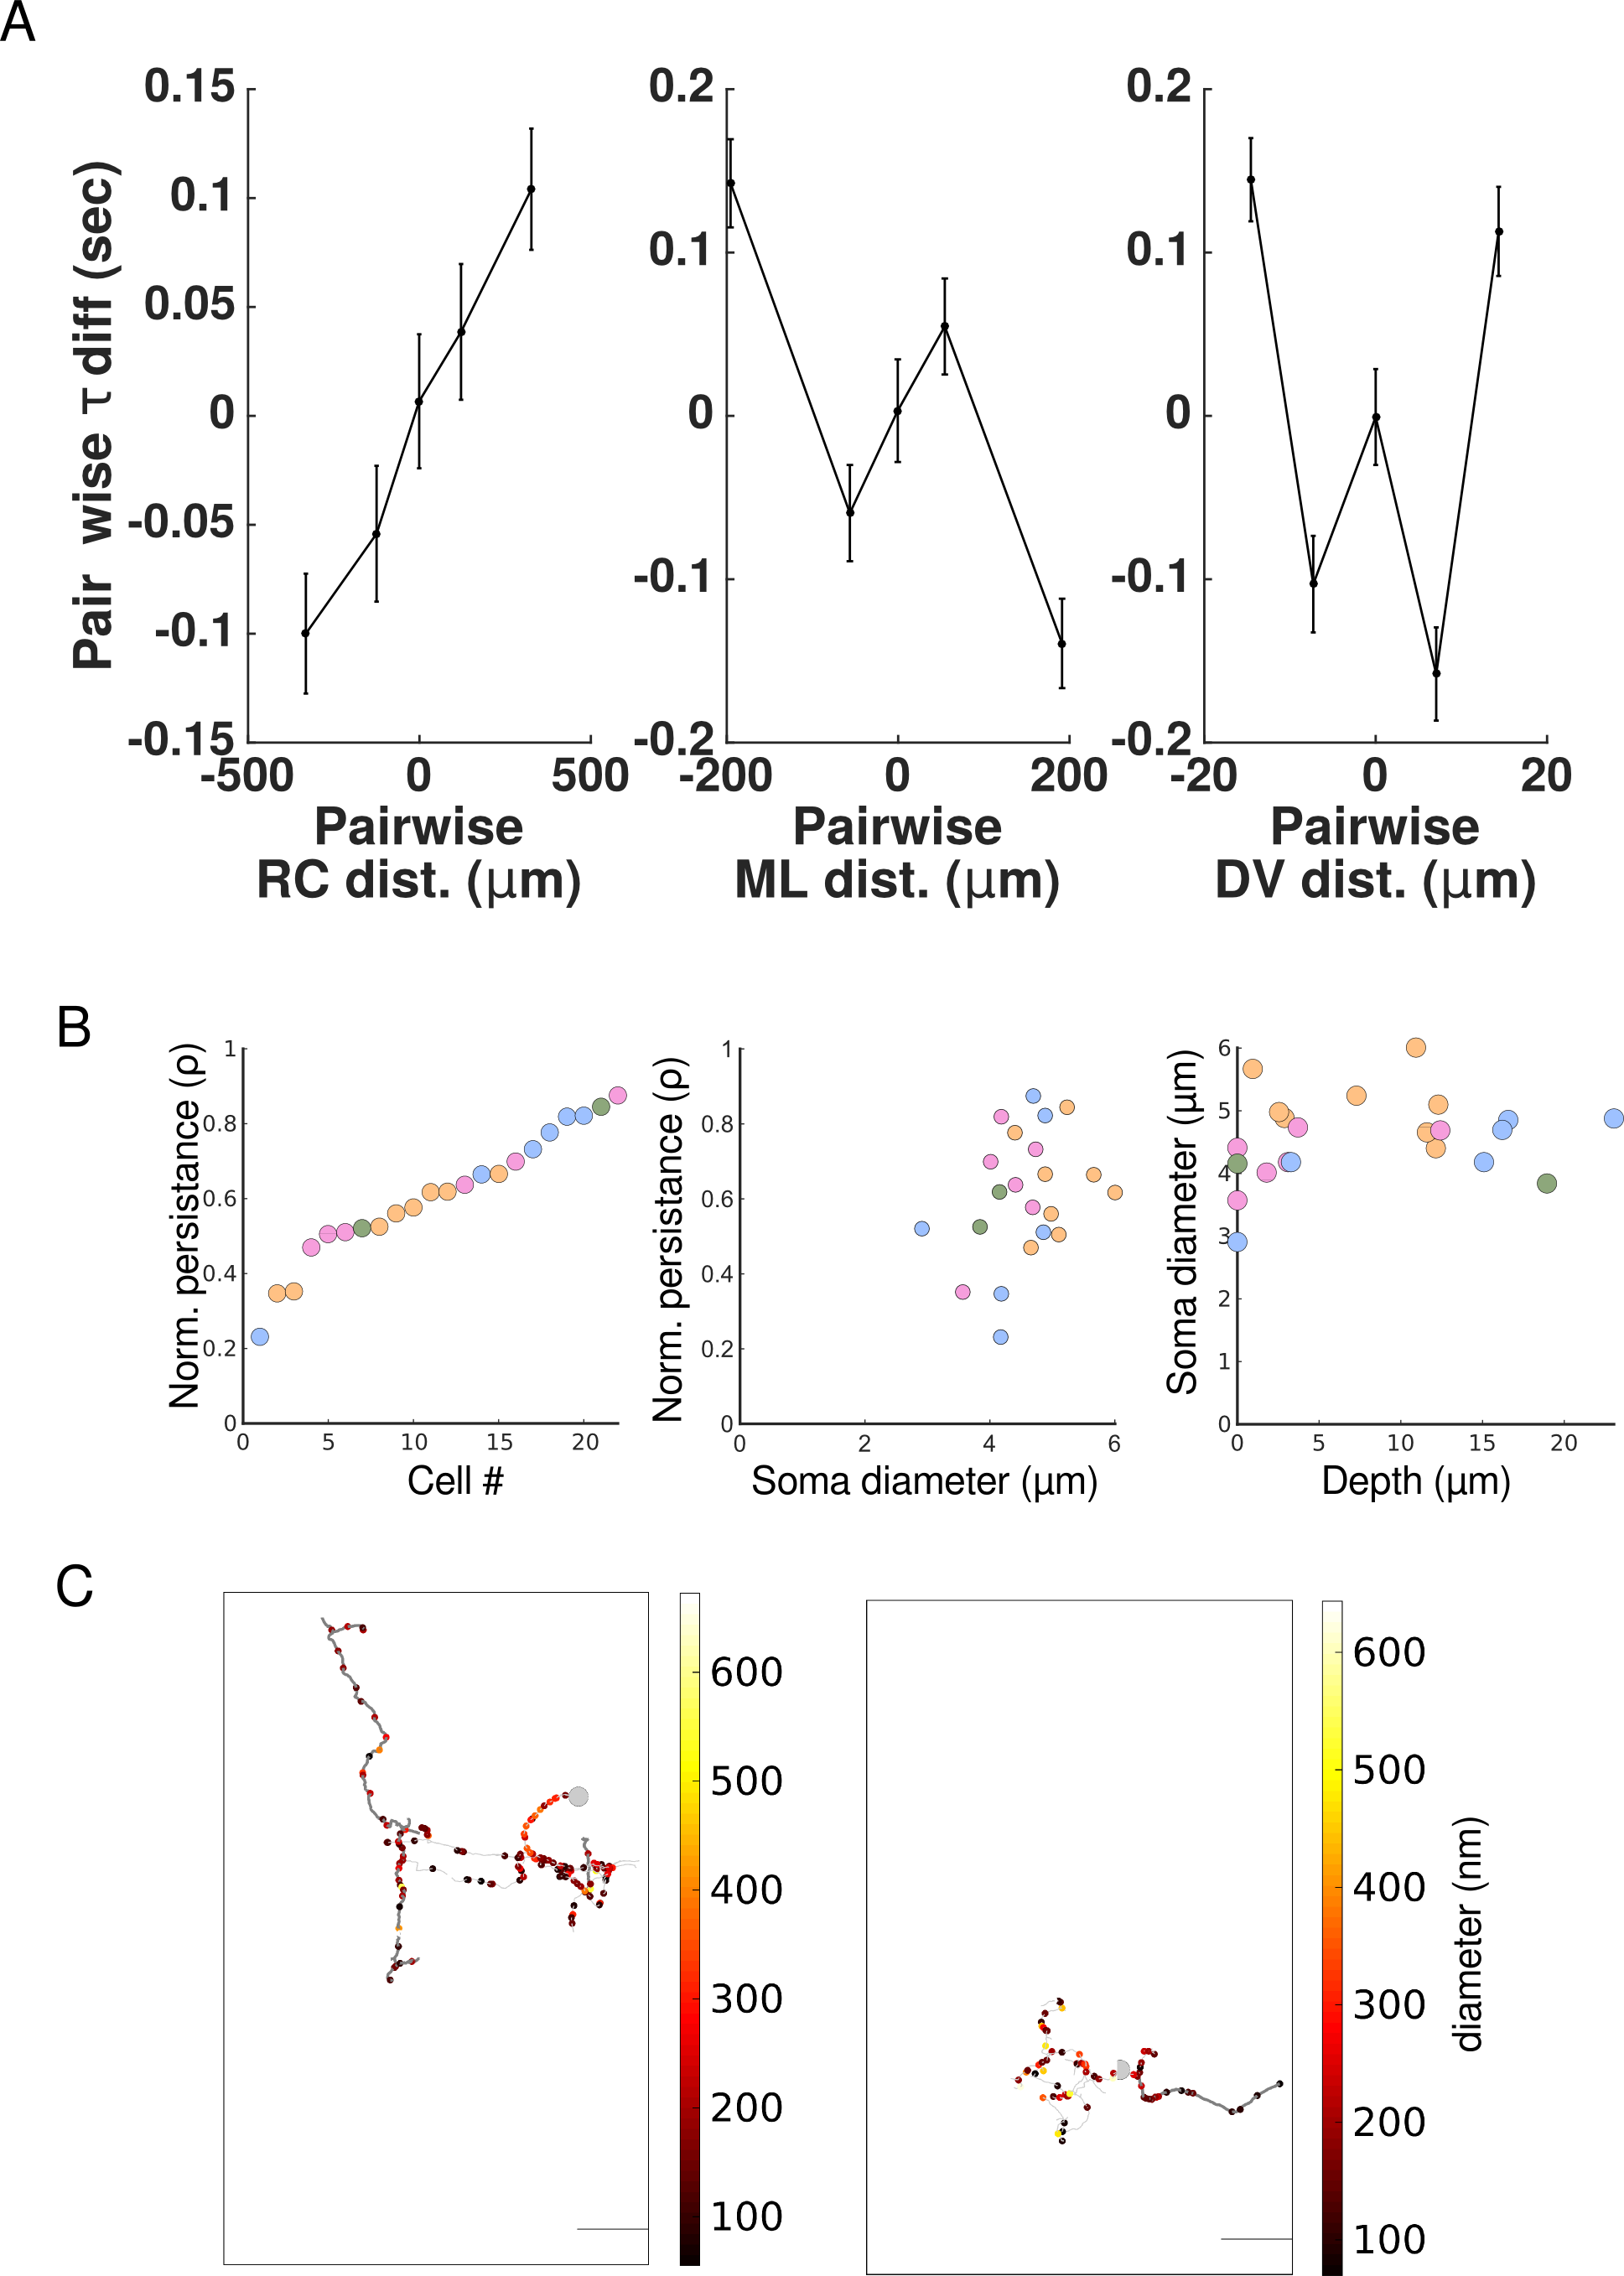 A
Pair wise τ diff (sec)
0.15
0.1
0.05
0
-0.05
-0.1
-0.15
-500 0 500
Pairwise
RC dist. (μm)
0.2
0.1
0
-0.1
-0.2
-200 0 200
Pairwise
ML dist. (μm)
0.2
0.1
0
-0.1
-0.2
-20 0 20
Pairwise
DV dist. (μm)
B
Norm. persistance (ρ)
1
0.8
0.6
0.4
0.2
0
0 5 10 15 20
Cell #
Norm. persistance (ρ)
1
0.8
0.6
0.4
0.2
0
0 2 4 6
Soma diameter (μm)
Soma diameter (μm)
6
5
4
3
2
1
0
0 5 10 15 20
Depth (μm)
C
600
500
400
300
200
100
600
500
400
300
200
100
diameter (nm)